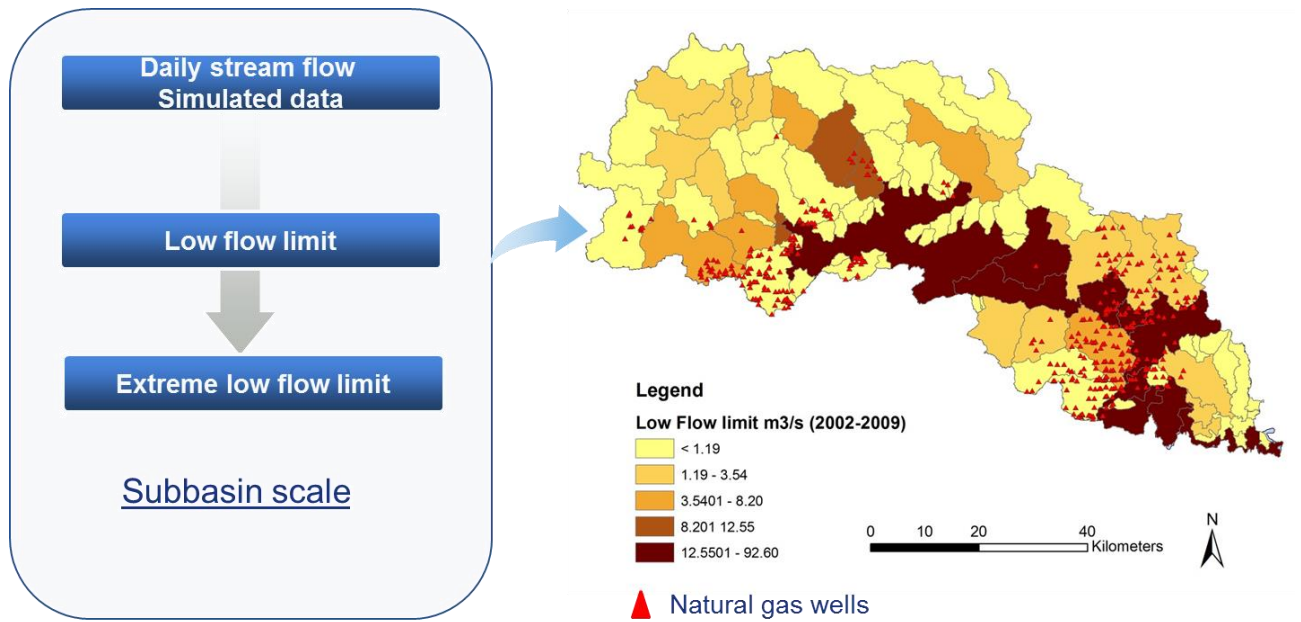 Daily stream flow
Simulated data
Low flow limit
Extreme low flow limit
Subbasin scale
Legend
Low Flow limit m3/s (2002-2009)
< 1.19
1.19 - 3.54
3.5401 - 8.20
8.201 12.55
12.5501 - 92.60
Natural gas wells
0 10 20 40
Kilometers
N